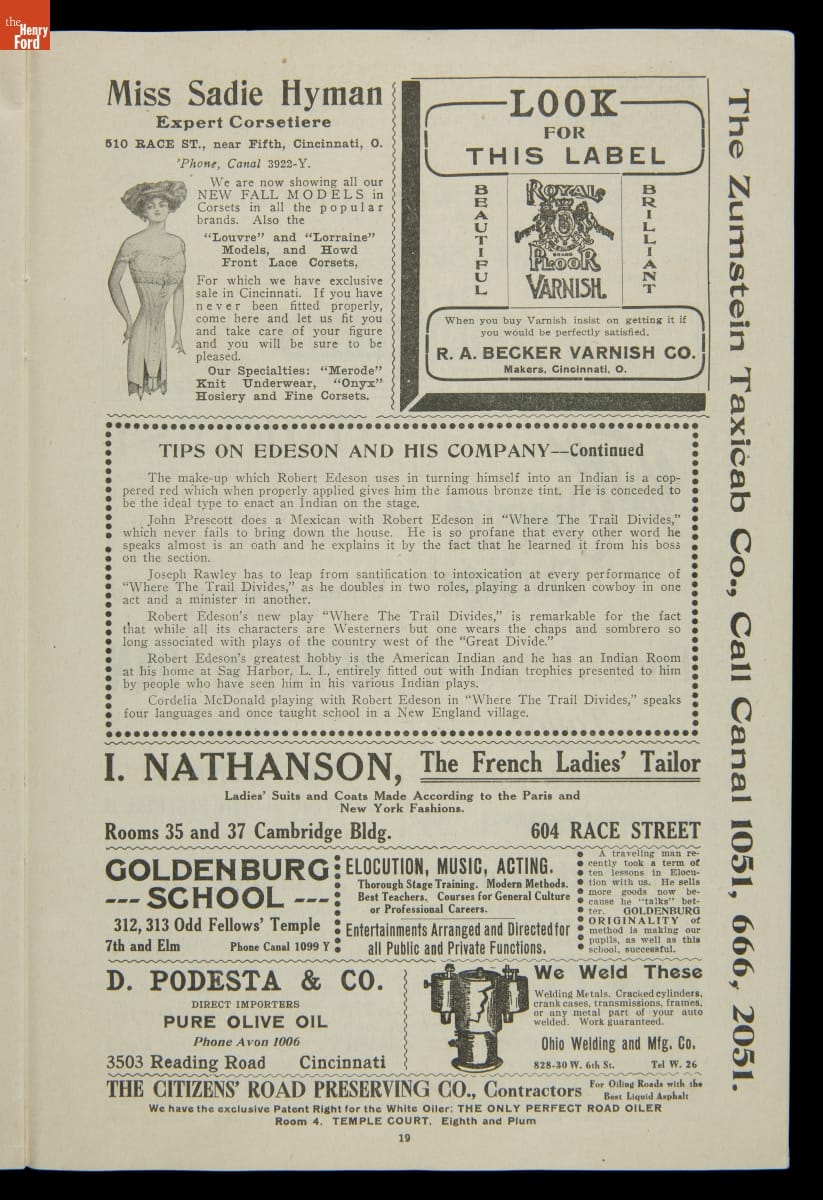 the
Henry
Ford
Miss Sadie Hyman
Expert Corsetiere
510 RACE ST., near Fifth, Cincinnati, O.
'Phone, Canal 3922-Y.
We are now showing all our
NEW FALL MODELS in
Corsets in all the popular
brands. Also the
"Louvre" and "Lorraine"
Models, and Howd
Front Lace Corsets,
For which we have exclusive
sale in Cincinnati. If you have
never been fitted properly,
come here and let us fit you
and take care of your figure
and you will be sure to be
pleased.
Our Specialties: "Merode"
Knit Underwear, "Onyx"
Hosiery and Fine Corsets.
LOOK
FOR
THIS LABEL
BEAUTIFUL
ROYAL
FLOOR
VARNISH
BRILLIANT
When you buy Varnish insist on getting it if
you would be perfectly satisfied.
R. A. BECKER VARNISH CO.
Makers, Cincinnati, O.
TIPS ON EDESON AND HIS COMPANY--Continued
The make-up which Robert Edeson uses in turning himself into an Indian is a cop-
pered red which when properly applied gives him the famous bronze tint. He is conceded to
be the ideal type to enact an Indian on the stage.
John Prescott does a Mexican with Robert Edeson in "Where The Trail Divides,"
which never fails to bring down the house. He is so profane that every other word he
speaks almost is an oath and he explains it by the fact that he learned it from his boss
on the section.
Joseph Rawley has to leap from santification to intoxication at every performance of
"Where The Trail Divides," as he doubles in two roles, playing a drunken cowboy in one
act and a minister in another.
Robert Edeson's new play "Where The Trail Divides," is remarkable for the fact
that while all its characters are Westerners but one wears the chaps and sombrero so
long associated with plays of the country west of the "Great Divide."
Robert Edeson's greatest hobby is the American Indian and he has an Indian Room
at his home at Sag Harbor, L. I., entirely fitted out with Indian trophies presented to him
by people who have seen him in his various Indian plays.
Cordelia McDonald playing with Robert Edeson in "Where The Trail Divides," speaks
four languages and once taught school in a New England village.
I. NATHANSON, The French Ladies' Tailor
Ladies' Suits and Coats Made According to the Paris and
New York Fashions.
Rooms 35 and 37 Cambridge Bldg. 604 RACE STREET
GOLDENBURG
--- SCHOOL ---
312, 313 Odd Fellows' Temple
7th and Elm Phone Canal 1099 Y
ELOCUTION, MUSIC, ACTING.
Thorough Stage Training. Modern Methods.
Best Teachers. Courses for General Culture
or Professional Careers.
Entertainments Arranged and Directed for
all Public and Private Functions.
A traveling man re-
cently took a term of
ten lessons in Elocu-
tion with us. He sells
more goods now be-
cause he "talks" bet-
ter. GOLDENBURG
ORIGINALITY of
method is making our
pupils, as well as this
school, successful.
D. PODESTA & CO.
DIRECT IMPORTERS
PURE OLIVE OIL
Phone Avon 1006
3503 Reading Road Cincinnati
We Weld These
Welding Metals. Cracked cylinders,
crank cases, transmissions, frames,
or any metal part of your auto
welded. Work guaranteed.
Ohio Welding and Mfg. Co.
828-30 W. 6th St. Tel W. 26
THE CITIZENS' ROAD PRESERVING CO., Contractors
For Oiling Roads with the
Best Liquid Asphalt
We have the exclusive Patent Right for the White Oiler: THE ONLY PERFECT ROAD OILER
Room 4. TEMPLE COURT, Eighth and Plum
19
The Zumstein Taxicab Co., Call Canal 1051, 666, 2051.